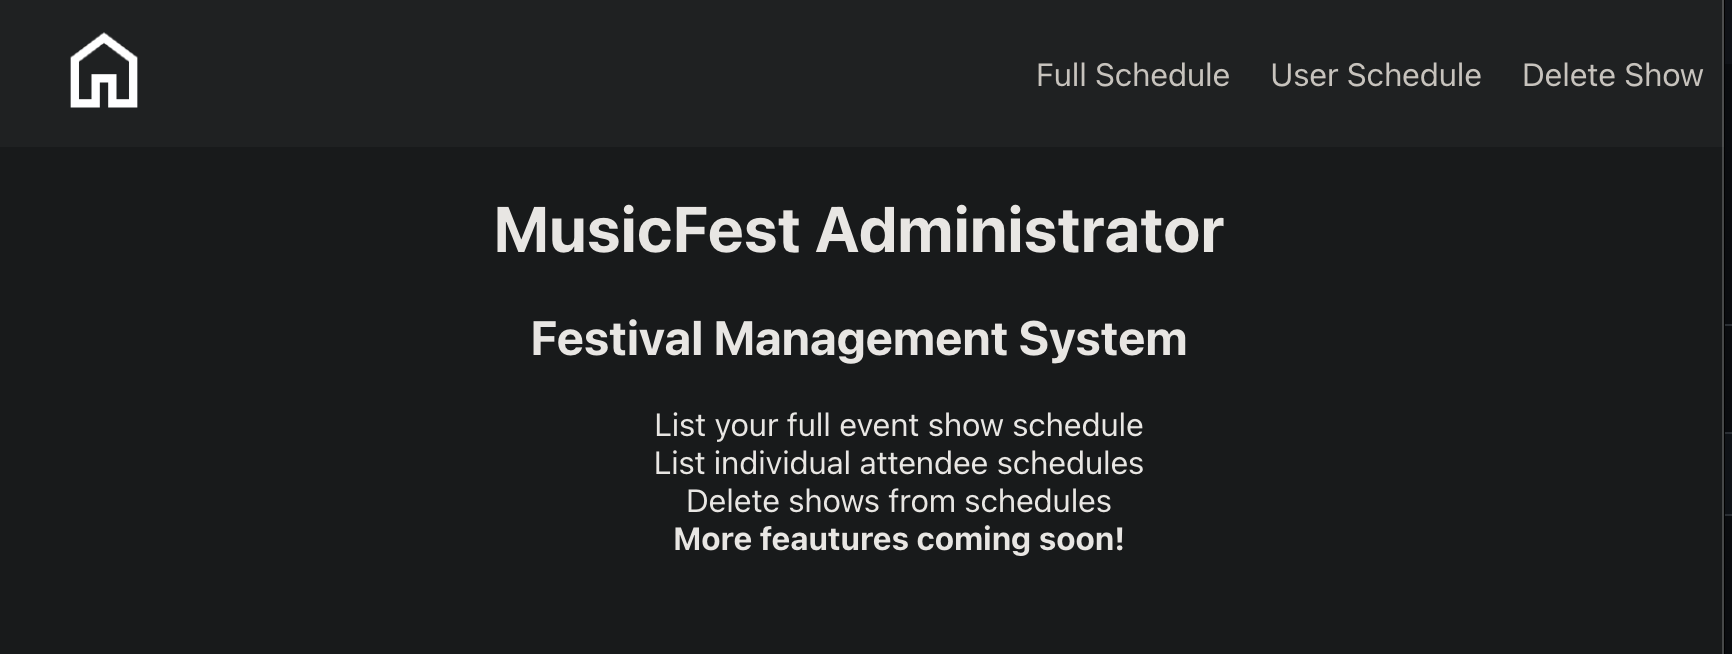 Full Schedule User Schedule Delete Show
MusicFest Administrator
Festival Management System
List your full event show schedule
List individual attendee schedules
Delete shows from schedules
More feautures coming soon!